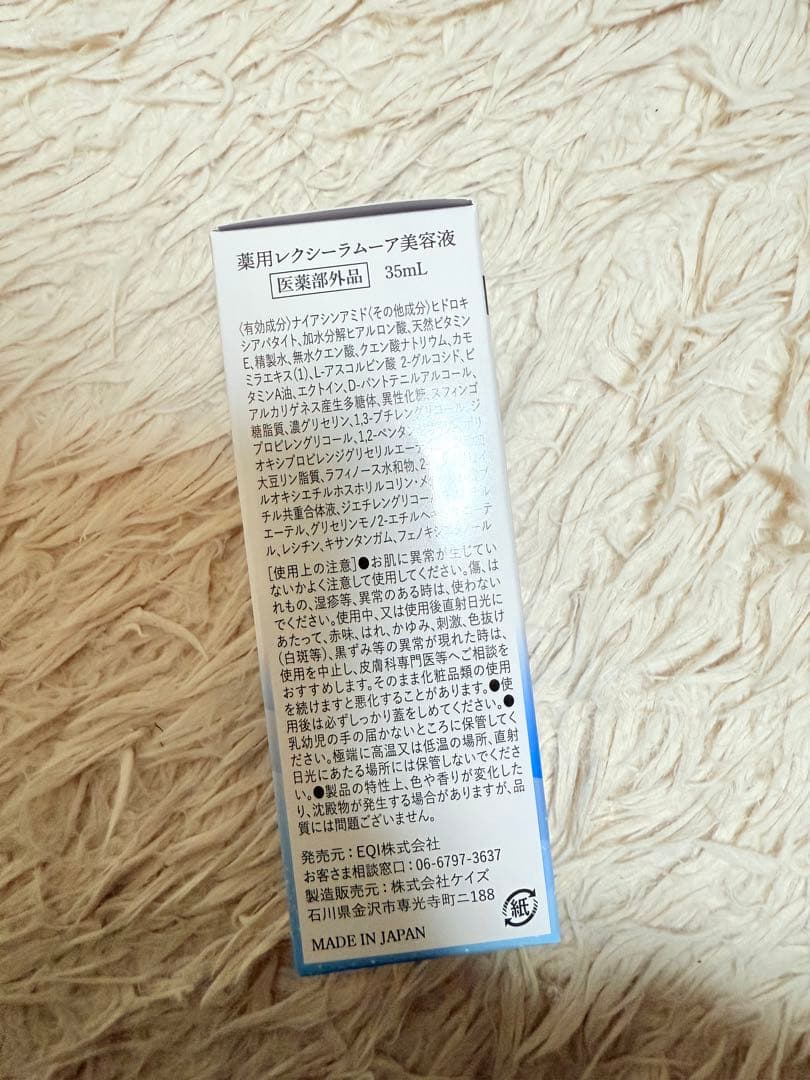 薬用レクシーラムーア美容液
医薬部外品 35mL
〈有効成分〉ナイアシンアミド〈その他成分〉ヒドロキ
シアパタイト、加水分解ヒアルロン酸、天然ビタミン
E、精製水、無水クエン酸、クエン酸ナトリウム、カモ
ミラエキス(1)、L-アスコルビン酸 2-グルコシド、ビ
タミンA油、エクトイン、D-パントテニルアルコール、
アルカリゲネス産生多糖体、異性化糖、スフィンゴ
糖脂質、濃グリセリン、1,3-ブチレングリコール、ジ
プロピレングリコール、1,2-ペンタン
オキシプロピレンジグリセリルエーテ
大豆リン脂質、ラフィノース水和物、2-
ルオキシエチルホスホリルコリン・メ
チル共重合体液、ジエチレングリコー
エーテル、グリセリンモノ2-エチルヘ
ル、レシチン、キサンタンガム、フェノキシ
[使用上の注意]●お肌に異常が生じてい
ないかよく注意して使用してください。傷、は
れもの、湿疹等、異常のある時は、使わない
でください。使用中、又は使用後直射日光に
あたって、赤味、はれ、かゆみ、刺激、色抜け
(白斑等)、黒ずみ等の異常が現れた時は、
使用を中止し、皮膚科専門医等へご相談を
おすすめします。そのまま化粧品類の使用
を続けますと悪化することがあります。●使
用後は必ずしっかり蓋をしめてください。●
乳幼児の手の届かないところに保管してく
ださい。極端に高温又は低温の場所、直射
日光にあたる場所には保管しないでくださ
い。●製品の特性上、色や香りが変化した
り、沈殿物が発生する場合がありますが、品
質には問題ございません。
発売元：EQI株式会社
お客さま相談窓口：06-6797-3637
製造販売元：株式会社ケイズ
石川県金沢市専光寺町ニ188
紙
MADE IN JAPAN